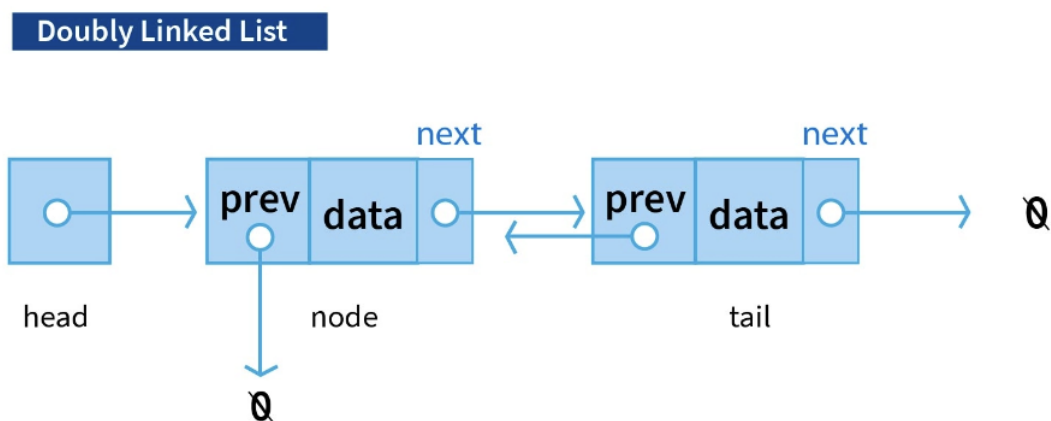 Doubly Linked List
next next
prev data prev data
0
head node tail
0